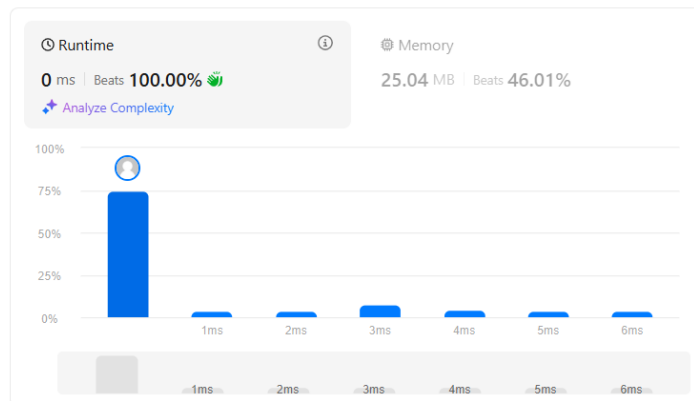 Runtime
0 ms Beats 100.00%
Analyze Complexity
Memory
25.04 MB Beats 46.01%
100%
75%
50%
25%
0%
1ms 2ms 3ms 4ms 5ms 6ms
1ms 2ms 3ms 4ms 5ms 6ms